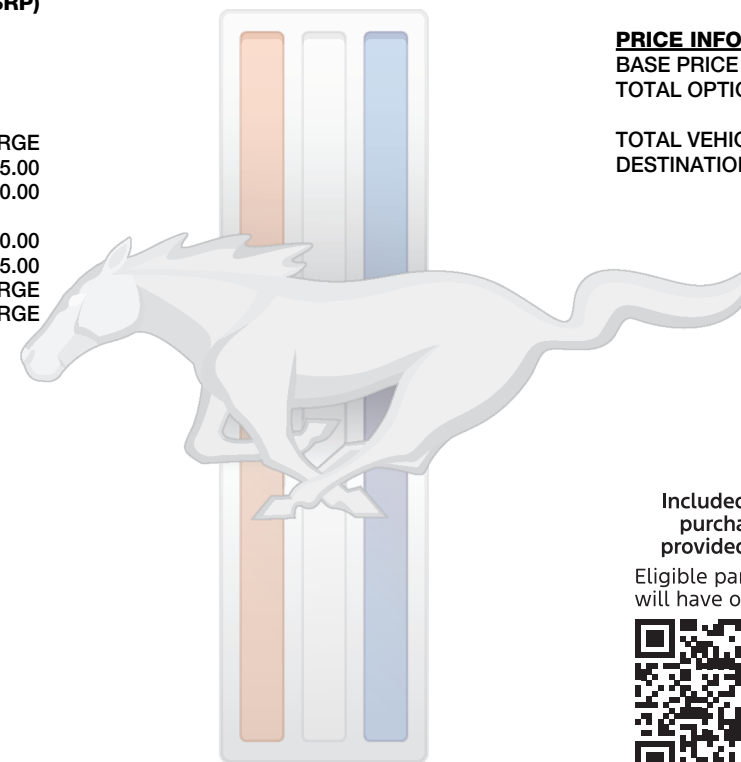 SRP)
RGE
5.00
0.00
0.00
5.00
RGE
RGE
PRICE INFO
BASE PRICE
TOTAL OPTIO
TOTAL VEHIC
DESTINATION
Included
purcha
provided
Eligible par
will have o